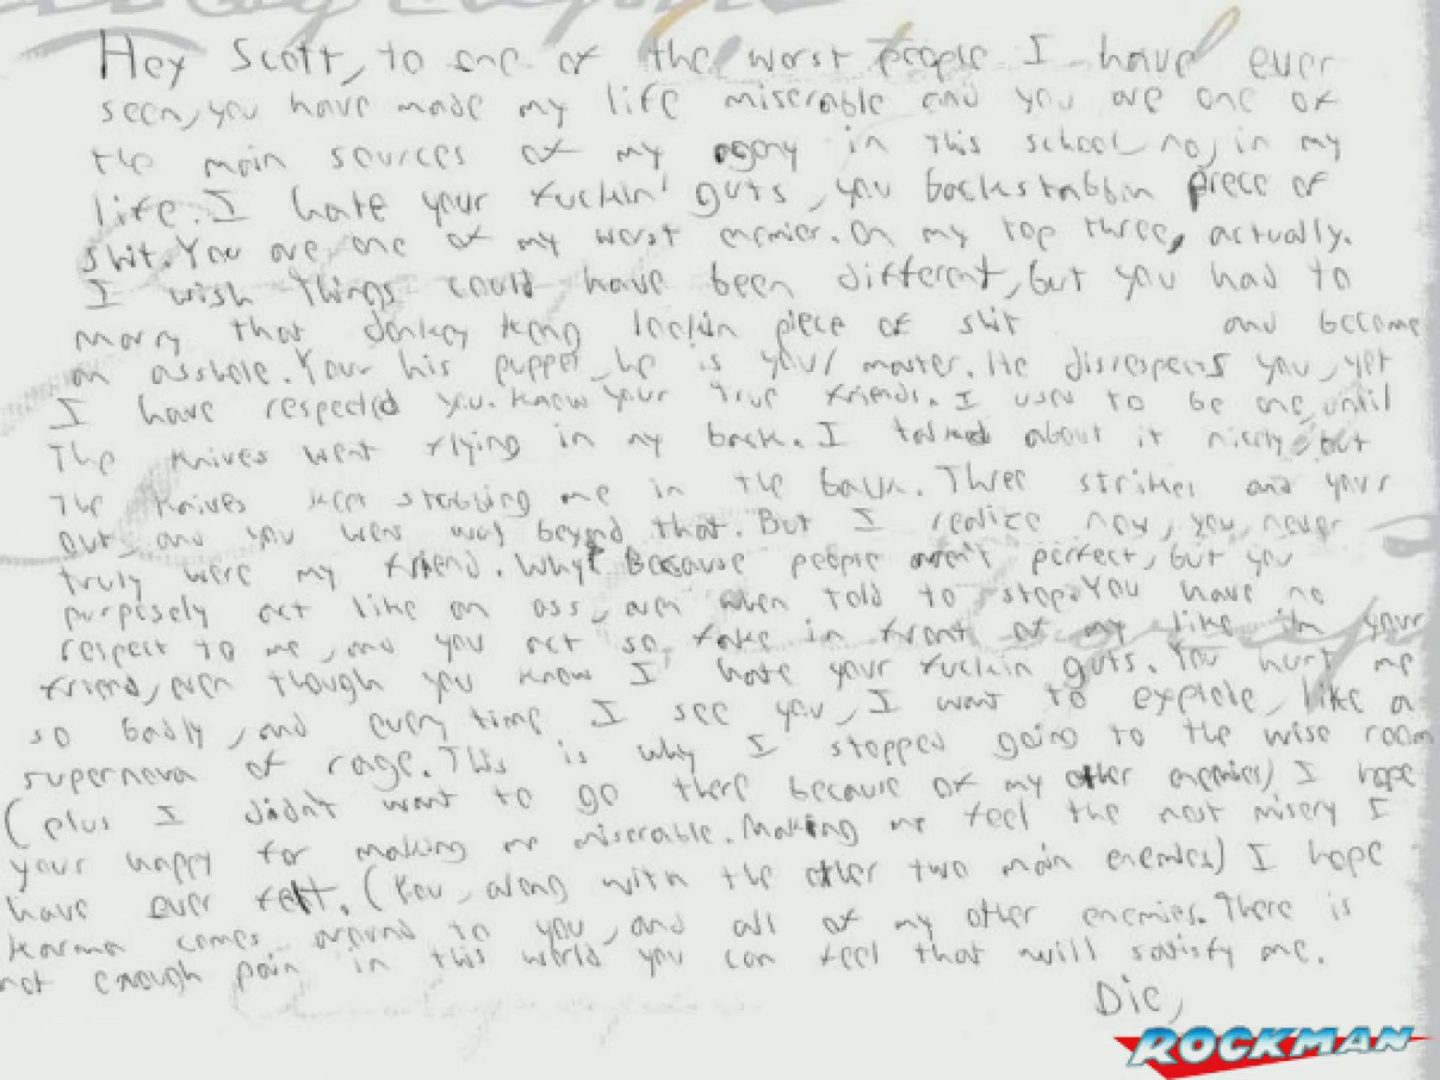 Hey Scott, to one of the worst people I have ever
seen, you have made my life miserable and you are one of
the main sources of my agony in this school no, in my
life. I hate your fuckin' guts, you backstabbin piece of
shit. You are one of my worst enemies. On my top three, actually.
I wish things could have been different, but you had to
marry that donkey kong lookin piece of shit and become
an asshole. Your his puppet, he is your master. He disrespects you, yet
I have respected you. Know your true friends. I used to be one, until
The knives went flying in my back. I talked about it nicely but
The knives kept stabbing me in the back. Three strikes and your
out, and you went way beyond that. But I realize now, you never
truly were my friend. Why? Because people aren't perfect, but you
purposely act like an ass, even when told to stop. You have no
respect to me, and you act so fake in front of my like I'm your
friend, even though you know I hate your fuckin guts. You hurt me
so badly, and every time I see you, I want to explode, like a
supernova of rage. This is why I stopped going to the wise room
(plus I didn't want to go there because of my other enemies) I hope
your happy for making me miserable. Making me feel the most misery I
have ever felt. (You, along with the other two main enemies) I hope
karma comes around to you, and all of my other enemies. There is
not enough pain in this world you can feel that will satisfy me.
Die,
ROCKMAN